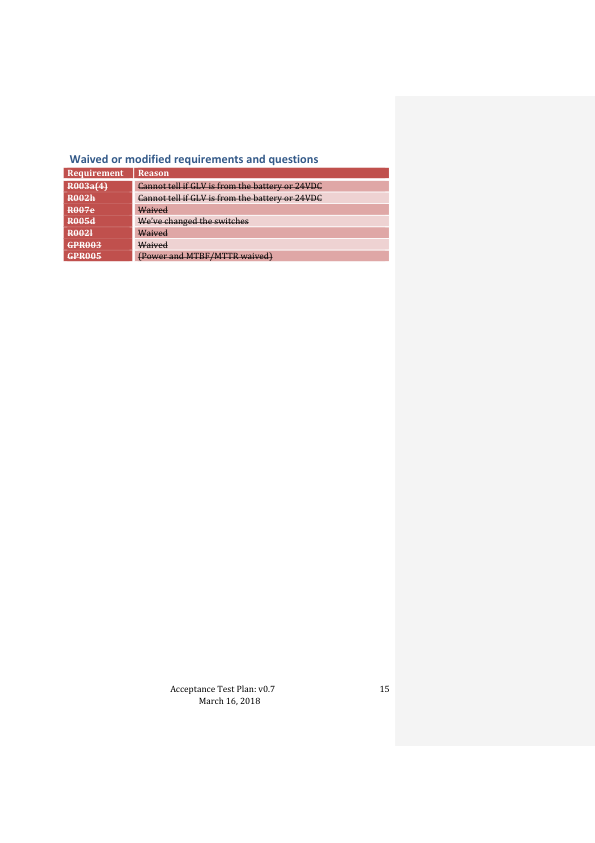 Waived or modified requirements and questions
Requirement Reason
R003a(4) Cannot tell if GLV is from the battery or 24VDC
R002h Cannot tell if GLV is from the battery or 24VDC
R007e Waived
R005d We've changed the switches
R002l Waived
GPR003 Waived
GPR005 (Power and MTBF/MTTR waived)
Acceptance Test Plan: v0.7 15
March 16, 2018